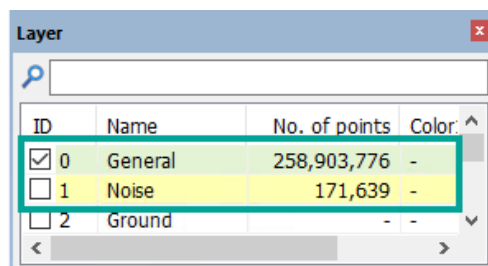 Layer
ID Name No. of points Color
0 General 258,903,776 -
1 Noise 171,639 -
2 Ground - -